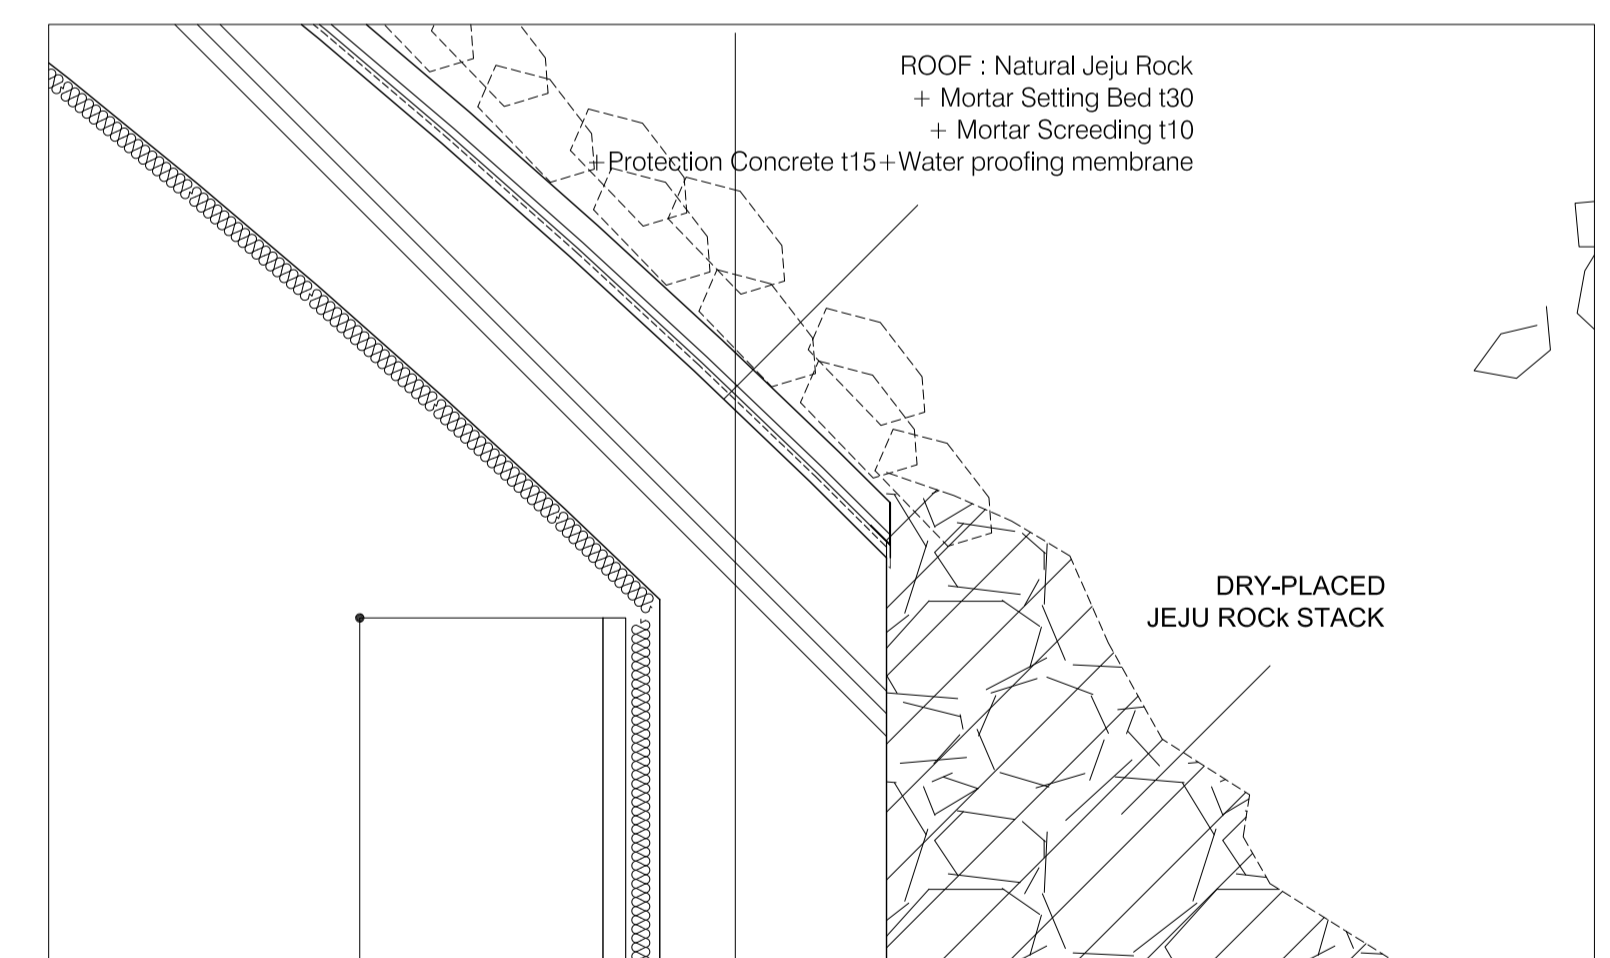 ROOF : Natural Jeju Rock
+ Mortar Setting Bed t30
+ Mortar Screeding t10
+Protection Concrete t15+Water proofing membrane
DRY-PLACED
JEJU ROCk STACK